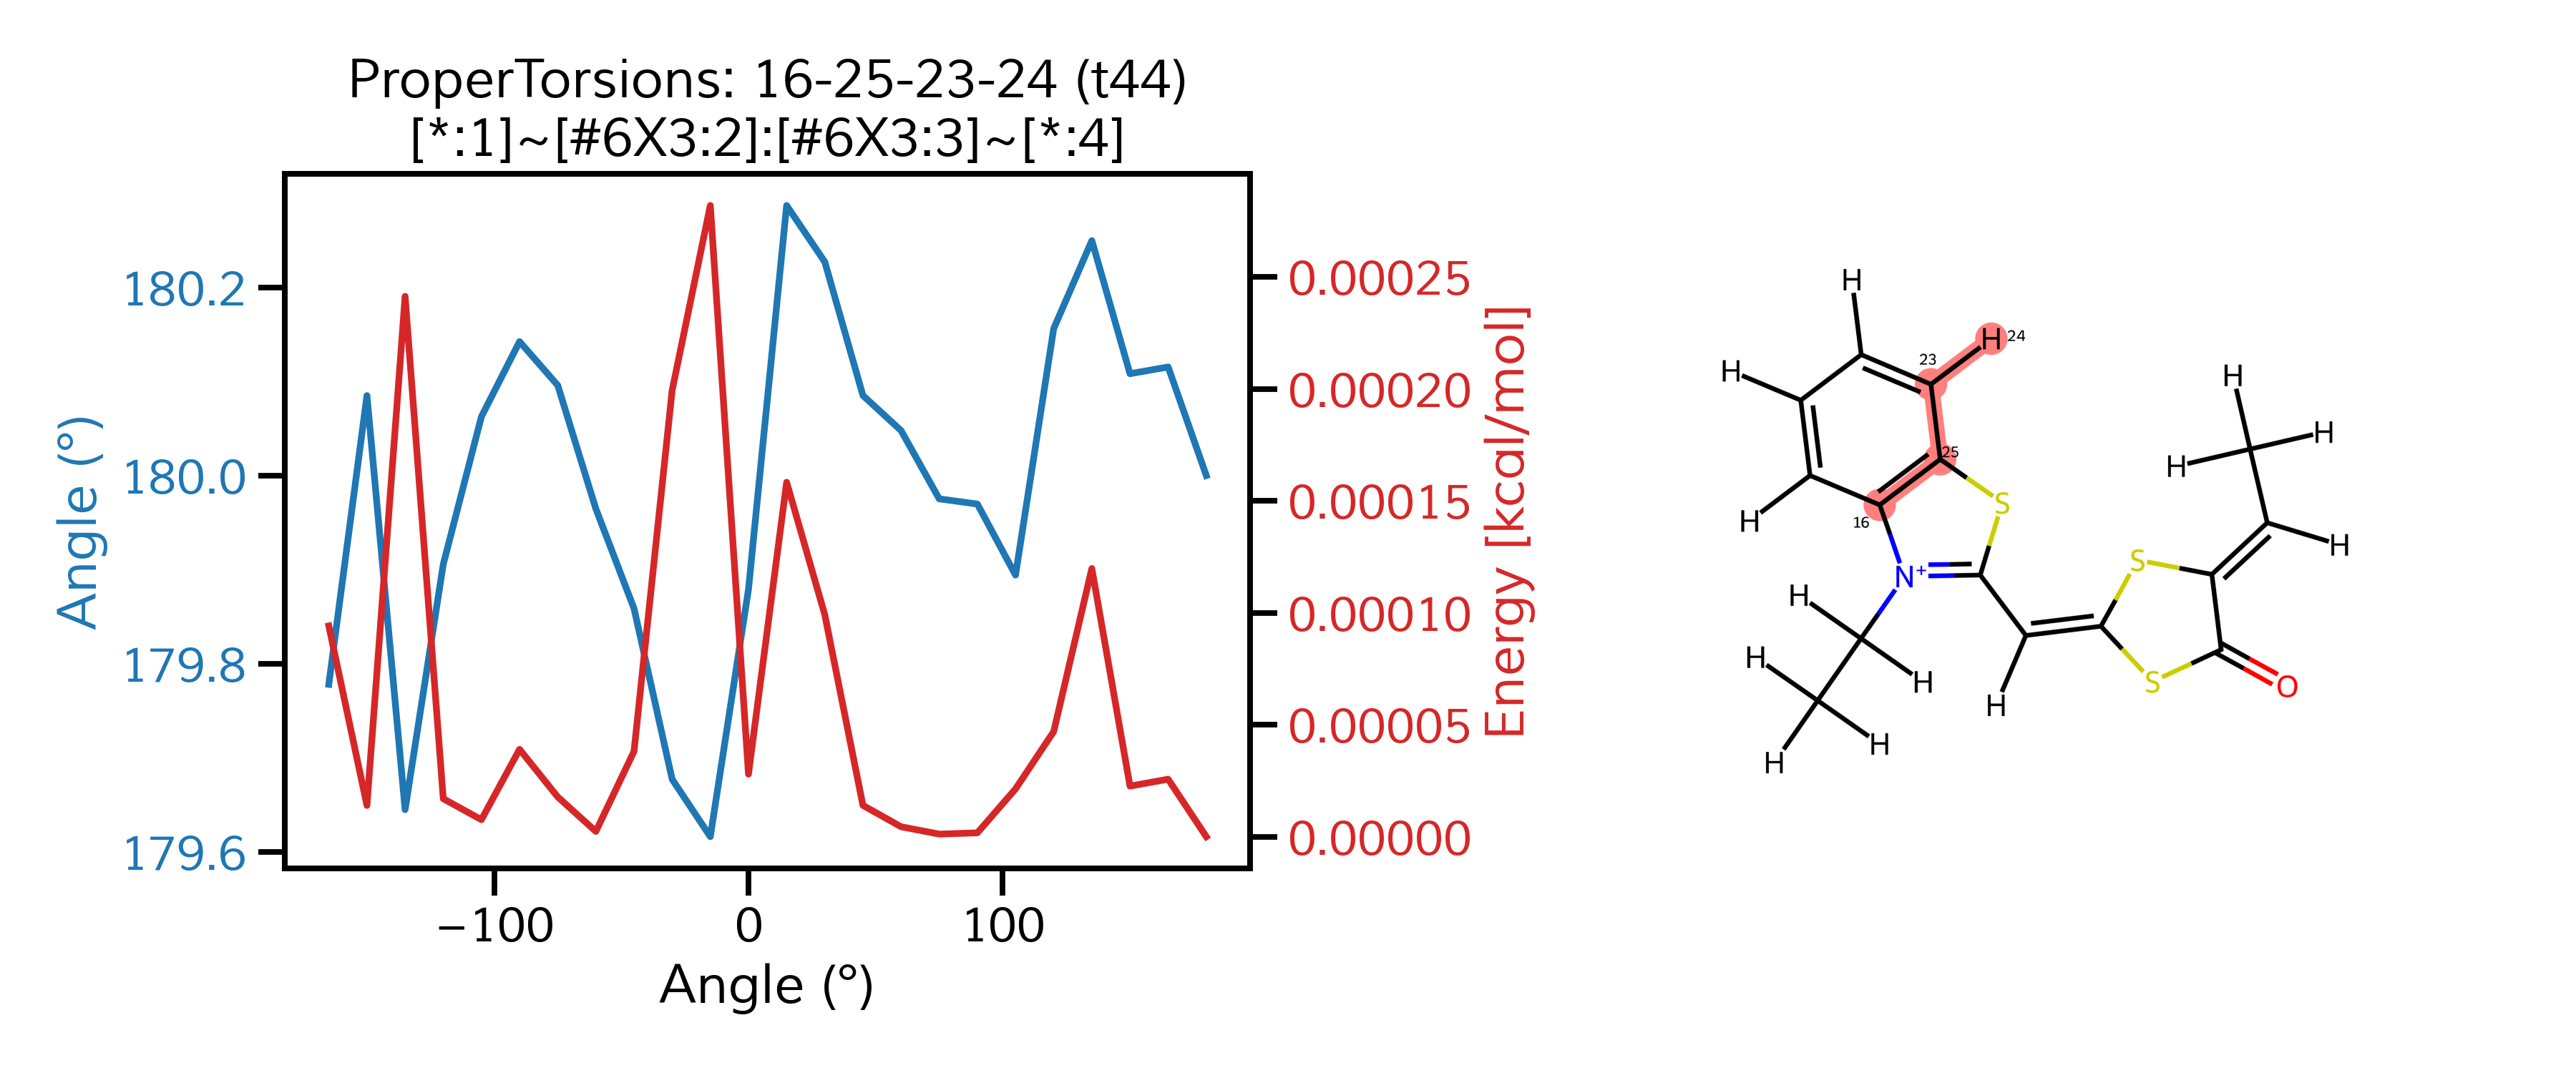 ProperTorsions: 16-25-23-24 (t44)
[*:1]~[#6X3:2]:[#6X3:3]~[*:4]
Angle (°)
180.2
180.0
179.8
179.6
−100
0
100
Angle (°)
0.00025
0.00020
0.00015
0.00010
0.00005
0.00000
Energy [kcal/mol]
H
H 24
23
H
H
25
H
H
16
S
H
H
S
N+
H
H
H
H
S
O
H
H
H